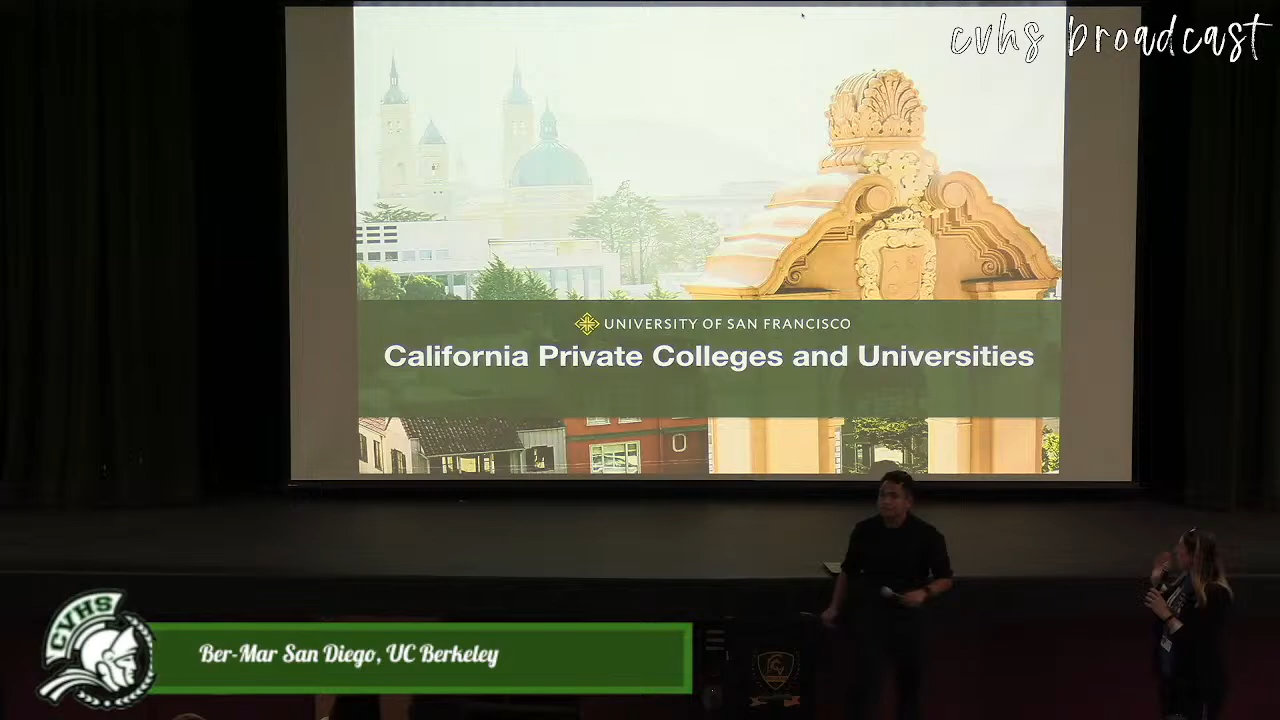 cvhs broadcast
UNIVERSITY OF SAN FRANCISCO
California Private Colleges and Universities
CVHS
Ber-Mar San Diego, UC Berkeley